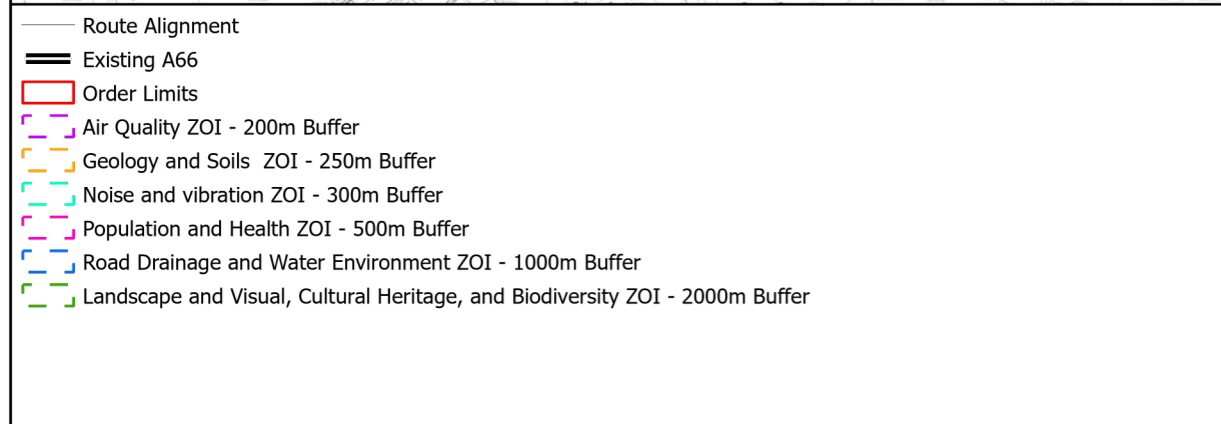 Route Alignment
Existing A66
Order Limits
Air Quality ZOI - 200m Buffer
Geology and Soils  ZOI - 250m Buffer
Noise and vibration ZOI - 300m Buffer
Population and Health ZOI - 500m Buffer
Road Drainage and Water Environment ZOI - 1000m Buffer
Landscape and Visual, Cultural Heritage, and Biodiversity ZOI - 2000m Buffer